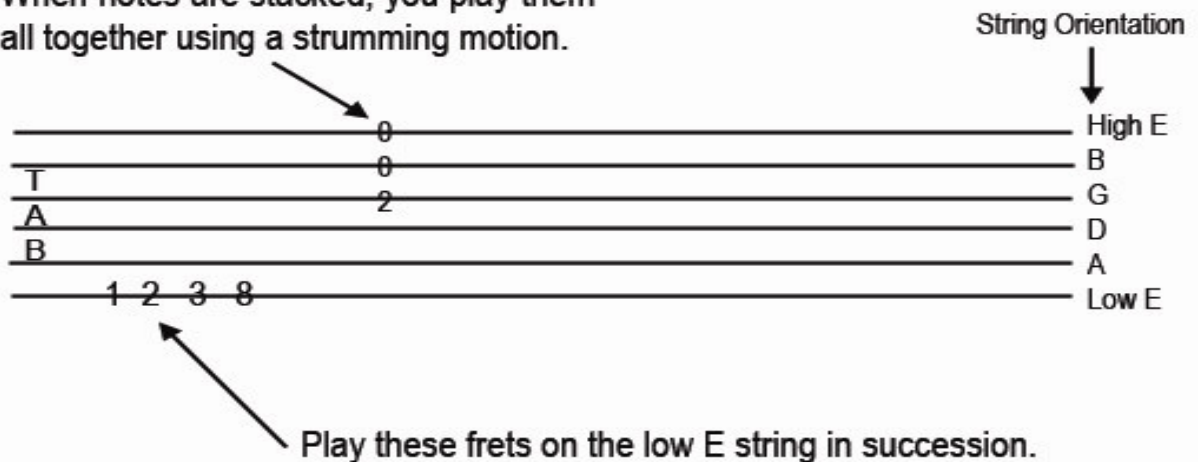 When notes are stacked, you play them
all together using a strumming motion.
String Orientation
0
0
2
T
A
B
1 2 3 8
High E
B
G
D
A
Low E
Play these frets on the low E string in succession.